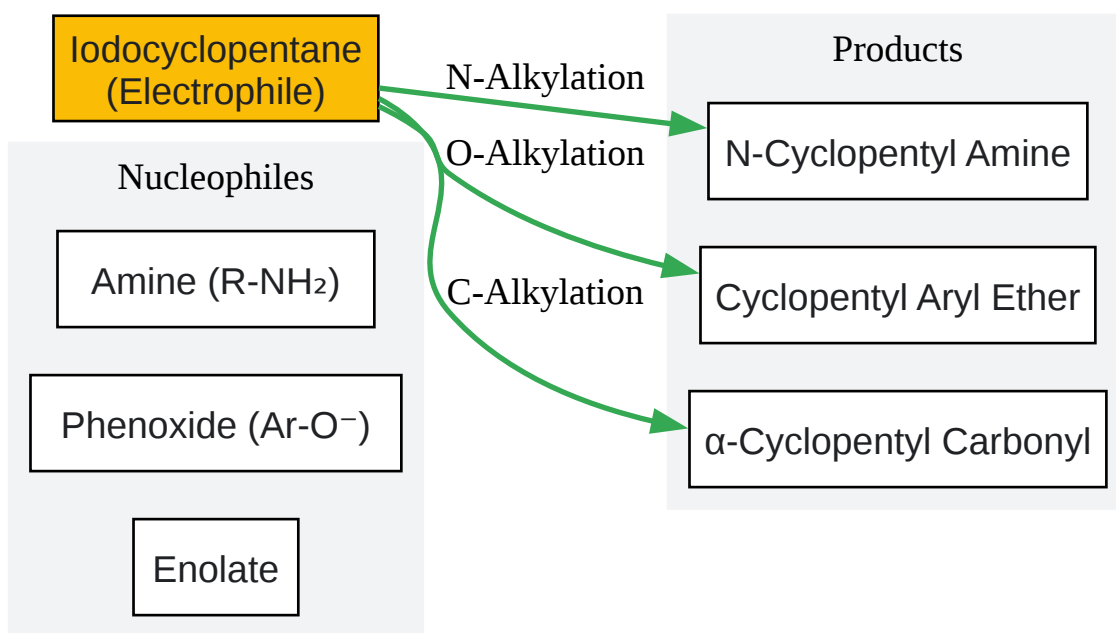 Iodocyclopentane
(Electrophile)
Nucleophiles
Amine (R-NH₂)
Phenoxide (Ar-O⁻)
Enolate
N-Alkylation
O-Alkylation
C-Alkylation
Products
N-Cyclopentyl Amine
Cyclopentyl Aryl Ether
α-Cyclopentyl Carbonyl